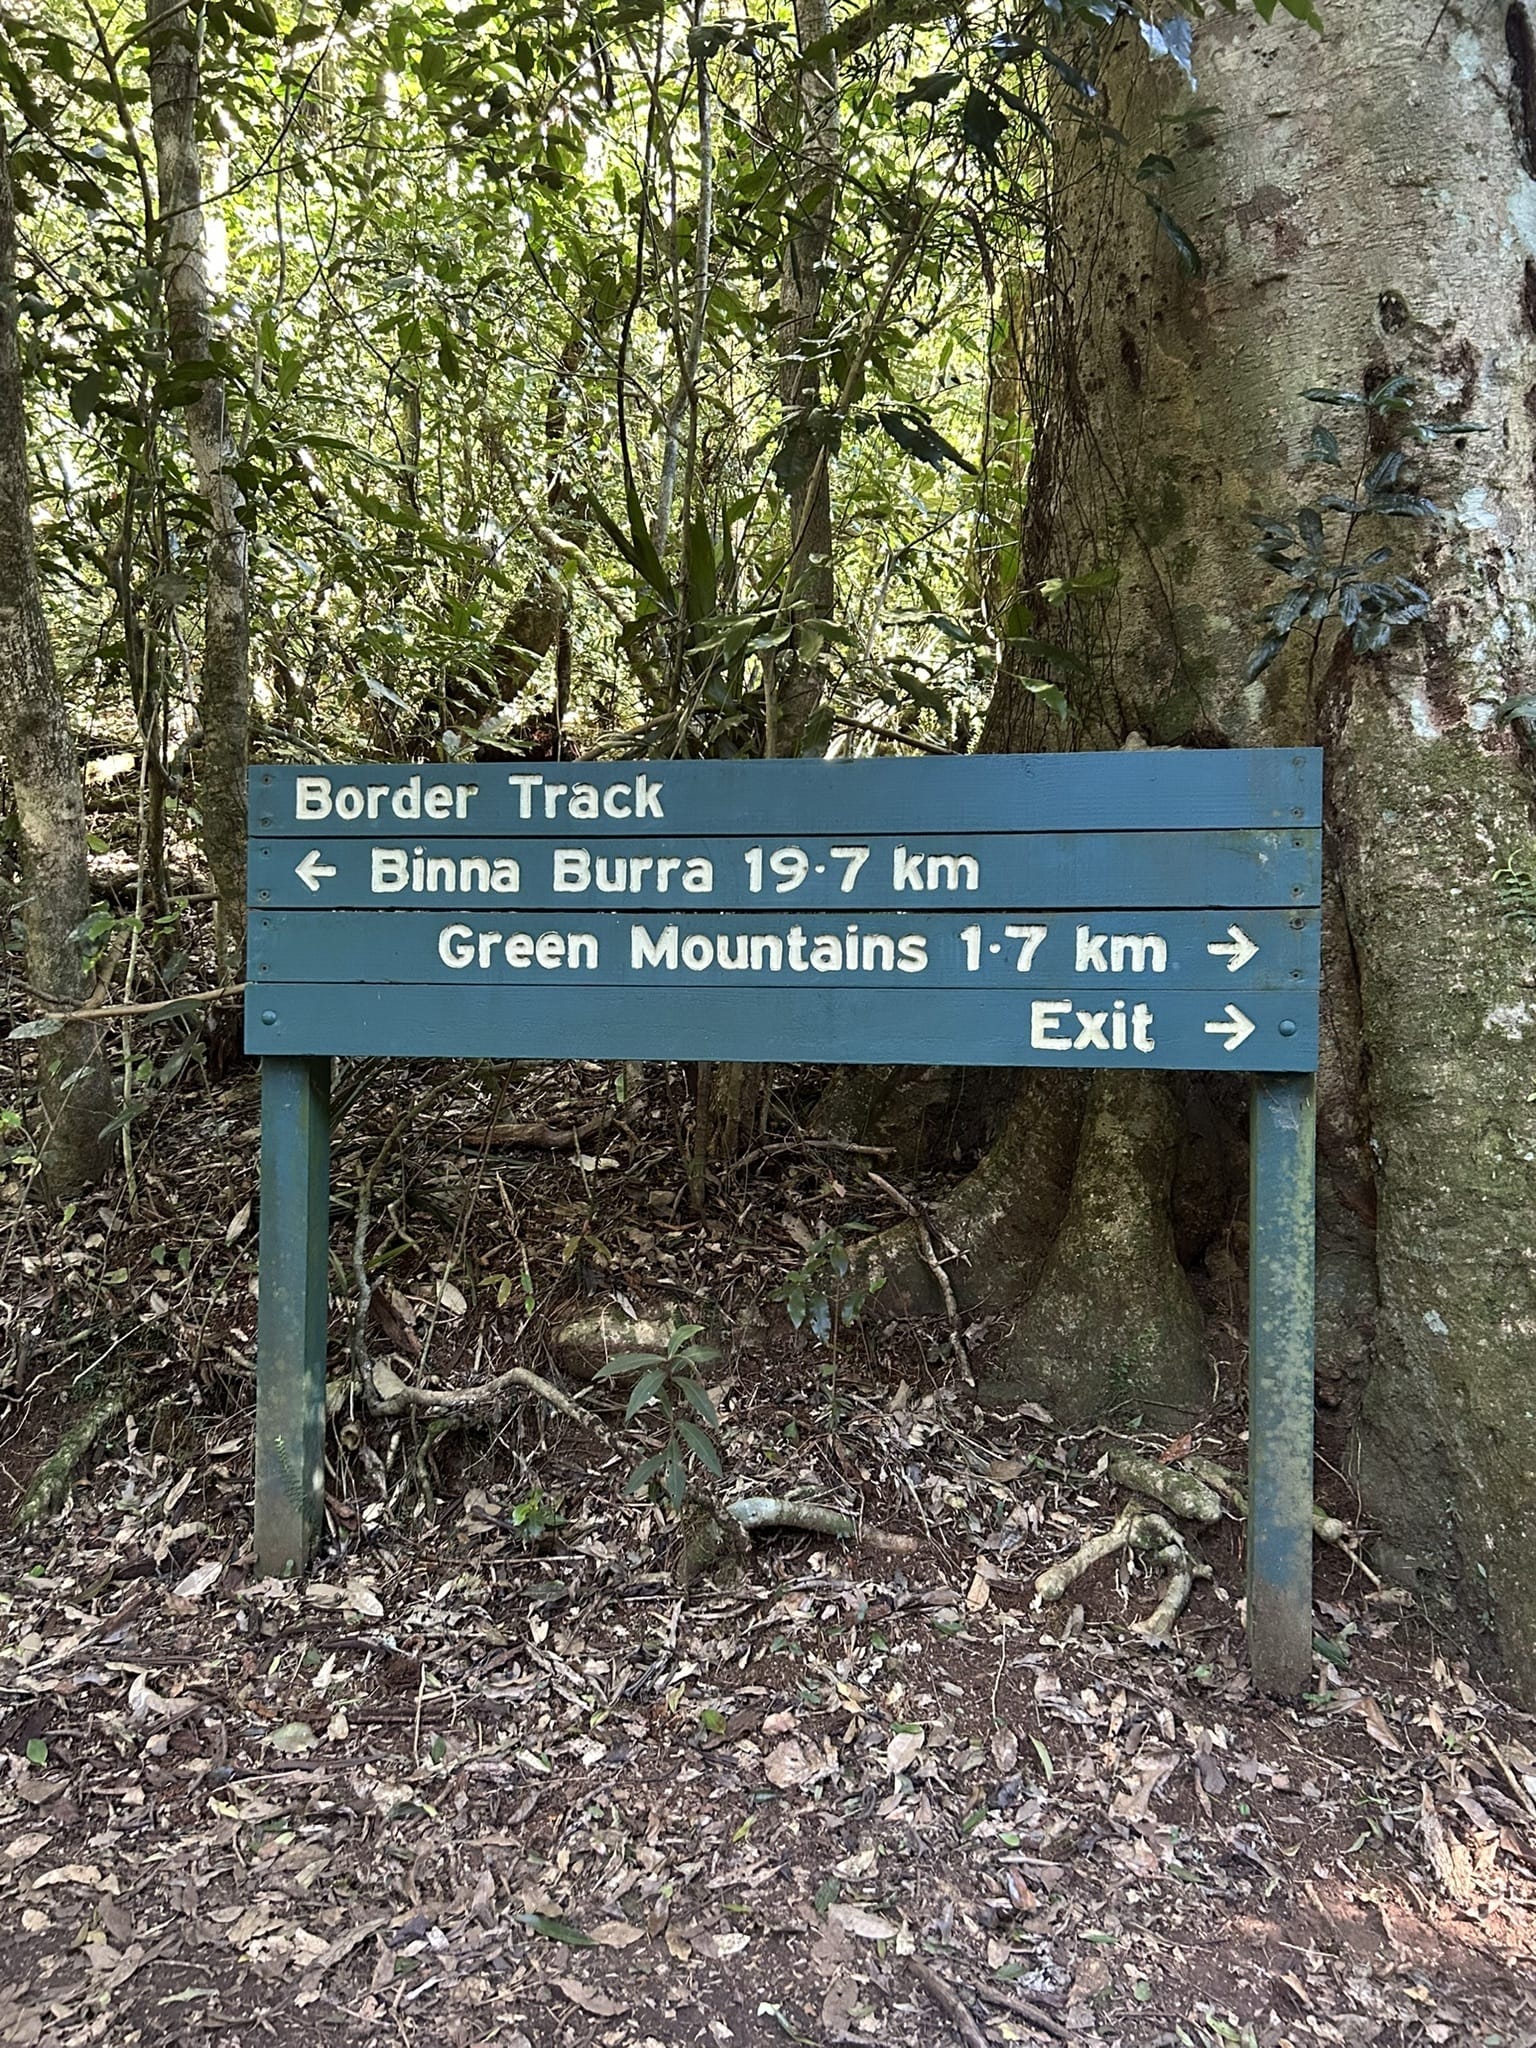 Border Track
← Binna Burra 19·7 km
Green Mountains 1·7 km →
Exit →